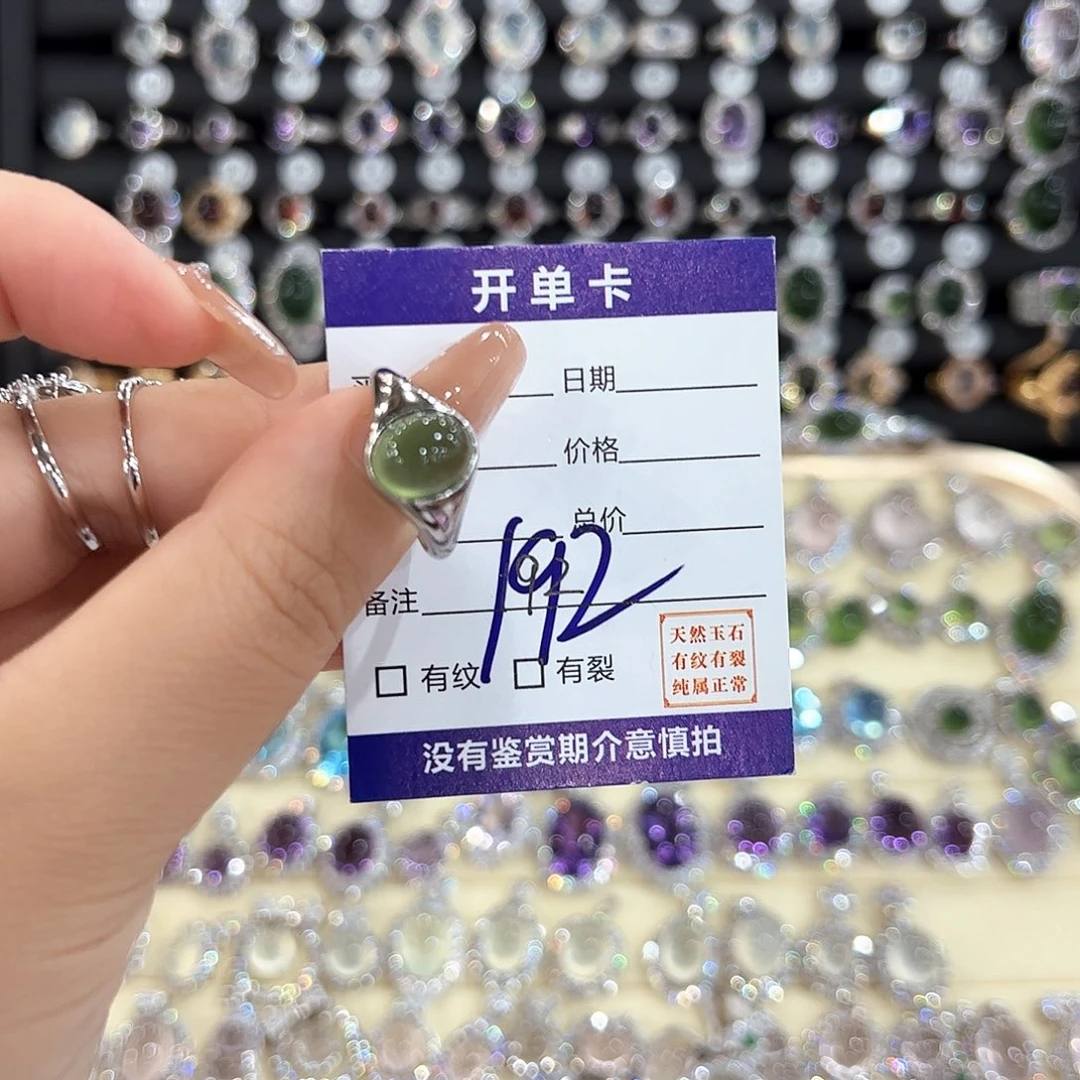 开单卡
日期
价格
总价
192
92
备注
天然玉石
有纹有裂
纯属正常
有纹
有裂
没有鉴赏期介意慎拍